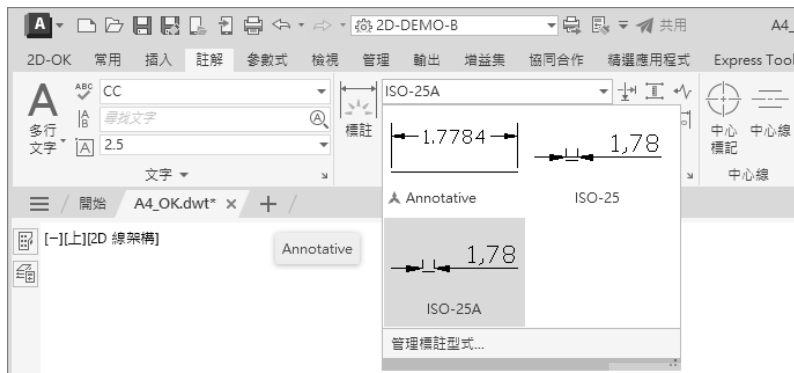 A 2D-DEMO-B 共用 A4_
2D-OK 常用 插入 註解 參數式 檢視 管理 輸出 增益集 協同合作 精選應用程式 Express Tool
A 多行文字
ABC CC
尋找文字
2.5
文字
標註
ISO-25A
中心標記
中心線
中心線
1.7784
Annotative
1,78
ISO-25
1,78
ISO-25A
管理標註型式...
開始 A4_OK.dwt*
[−][上][2D 線架構]
Annotative